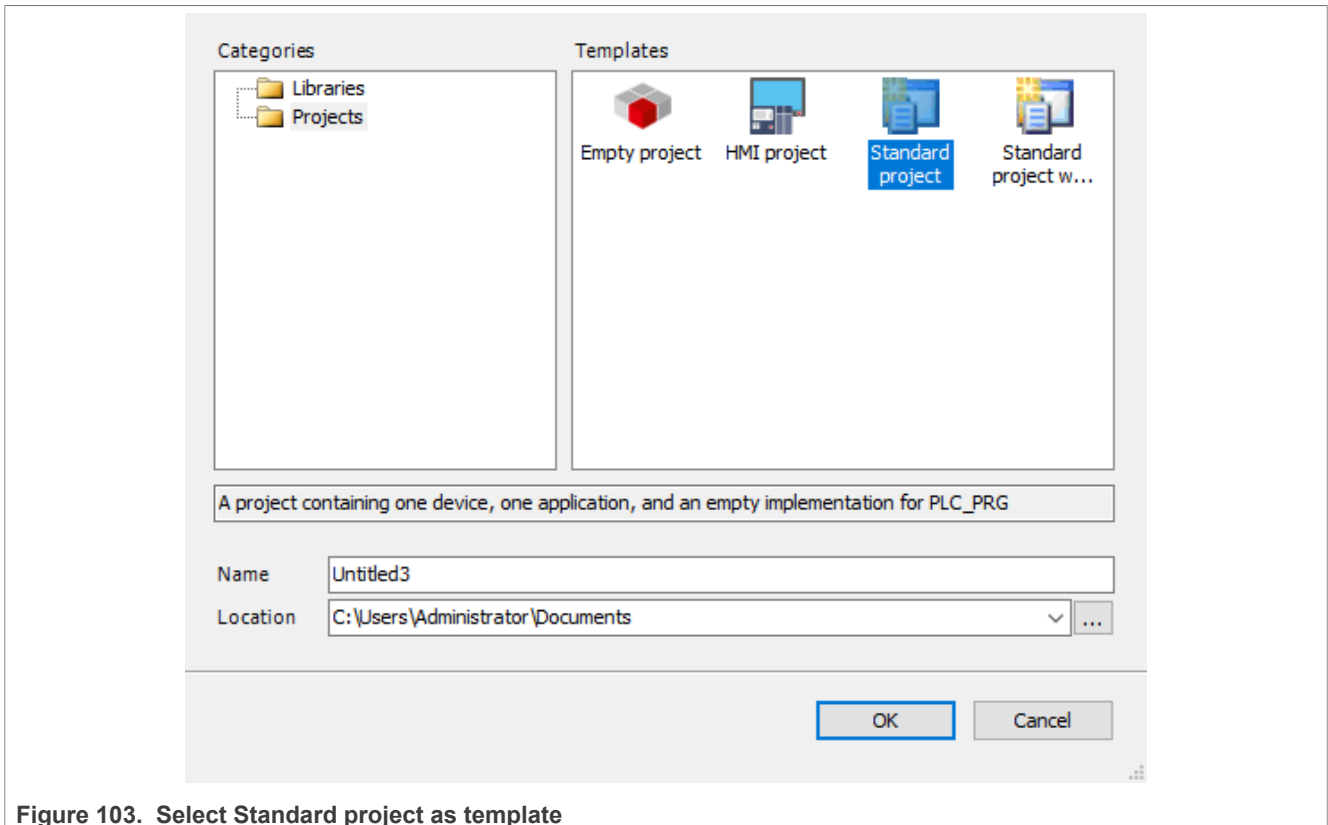 Categories
Templates
Libraries
Projects
Empty project
HMI project
Standard
project
Standard
project w...
A project containing one device, one application, and an empty implementation for PLC_PRG
Name
Untitled3
Location
C:\Users\Administrator\Documents
...
OK
Cancel
Figure 103. Select Standard project as template